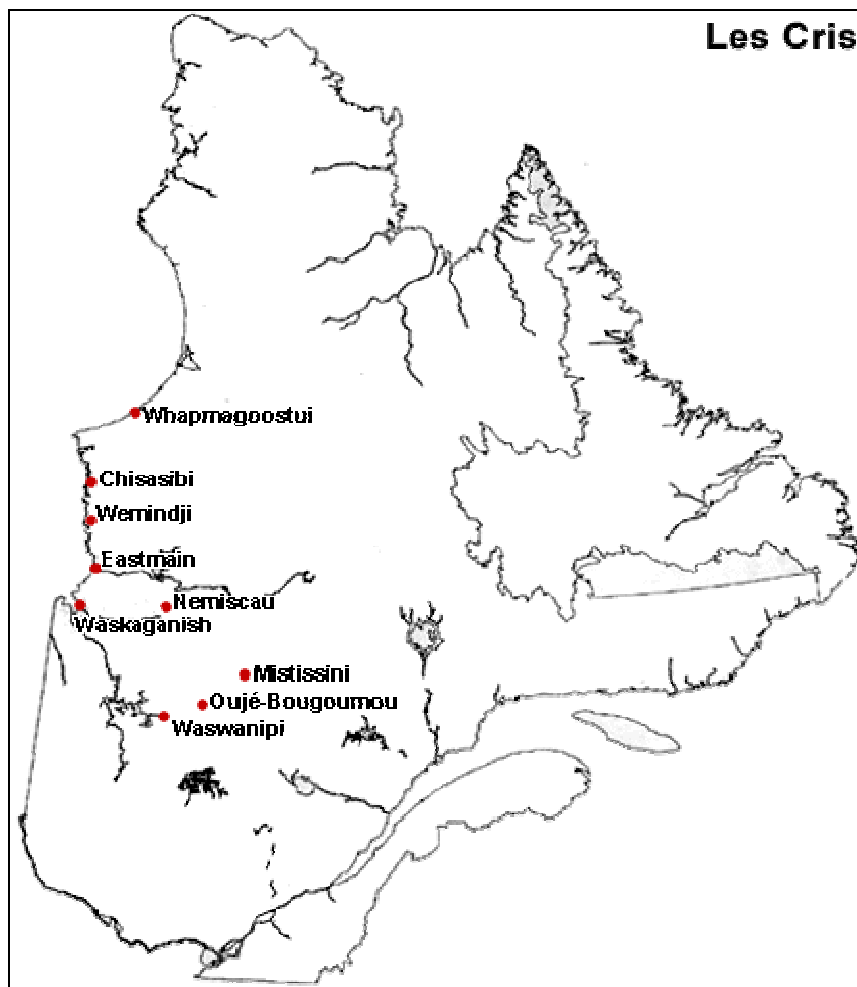 Les Cris
Whapmagoostui
Chisasibi
Wemindji
Eastmain
Nemiscau
Waskaganish
Mistissini
Oujé-Bougoumou
Waswanipi